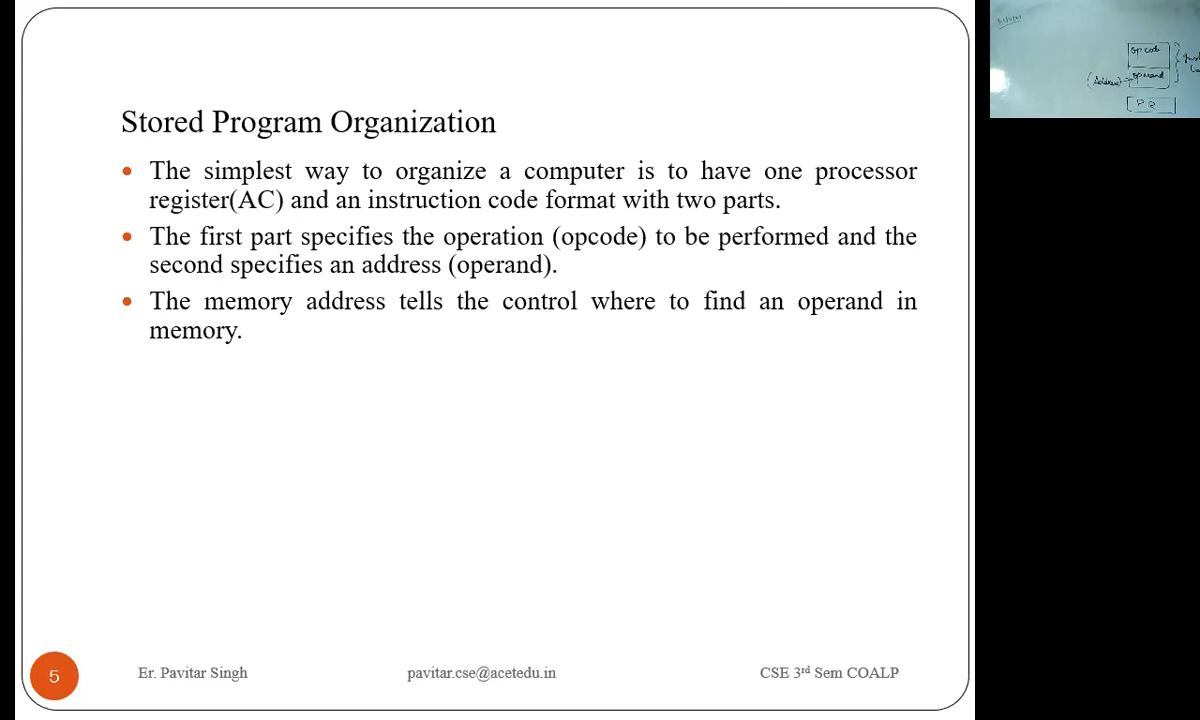 Stored Program Organization
• The simplest way to organize a computer is to have one processor
register(AC) and an instruction code format with two parts.
• The first part specifies the operation (opcode) to be performed and the
second specifies an address (operand).
• The memory address tells the control where to find an operand in
memory.
5
Er. Pavitar Singh
pavitar.cse@acetedu.in
CSE 3rd Sem COALP
opcode
operand